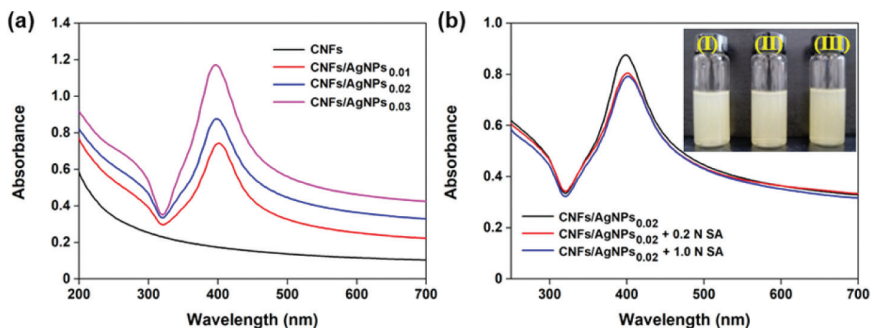 (a)
Absorbance
1.4
1.2
1.0
0.8
0.6
0.4
0.2
0
200 300 400 500 600 700
Wavelength (nm)
CNFs
CNFs/AgNPs0.01
CNFs/AgNPs0.02
CNFs/AgNPs0.03
(b)
Absorbance
1.0
0.8
0.6
0.4
0.2
0
300 400 500 600 700
Wavelength (nm)
(I) (II) (III)
CNFs/AgNPs0.02
CNFs/AgNPs0.02 + 0.2 N SA
CNFs/AgNPs0.02 + 1.0 N SA